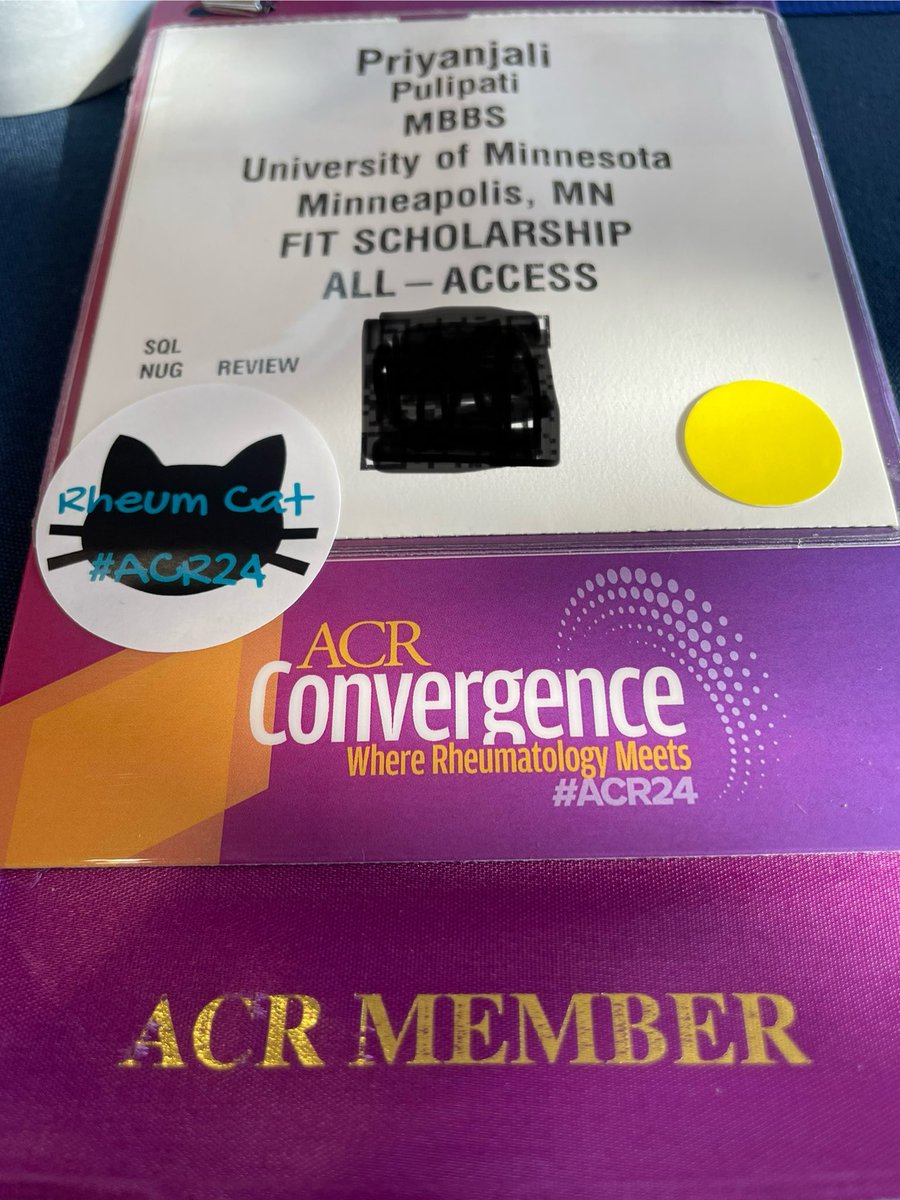 Priyanjali
Pulipati
MBBS
University of Minnesota
Minneapolis, MN
FIT SCHOLARSHIP
ALL – ACCESS
SQL
NUG REVIEW
Rheum Cat
#ACR24
ACR
Convergence
Where Rheumatology Meets
#ACR24
ACR MEMBER